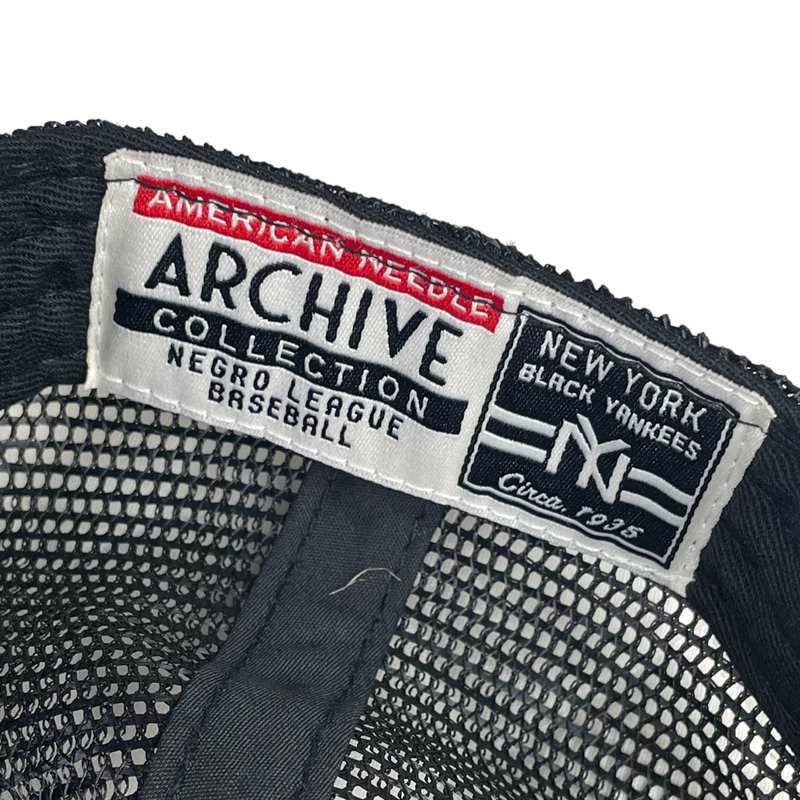 AMERICAN NEEDLE
ARCHIVE
COLLECTION
NEGRO LEAGUE
BASEBALL
NEW YORK
BLACK YANKEES
NY
Circa. 1935